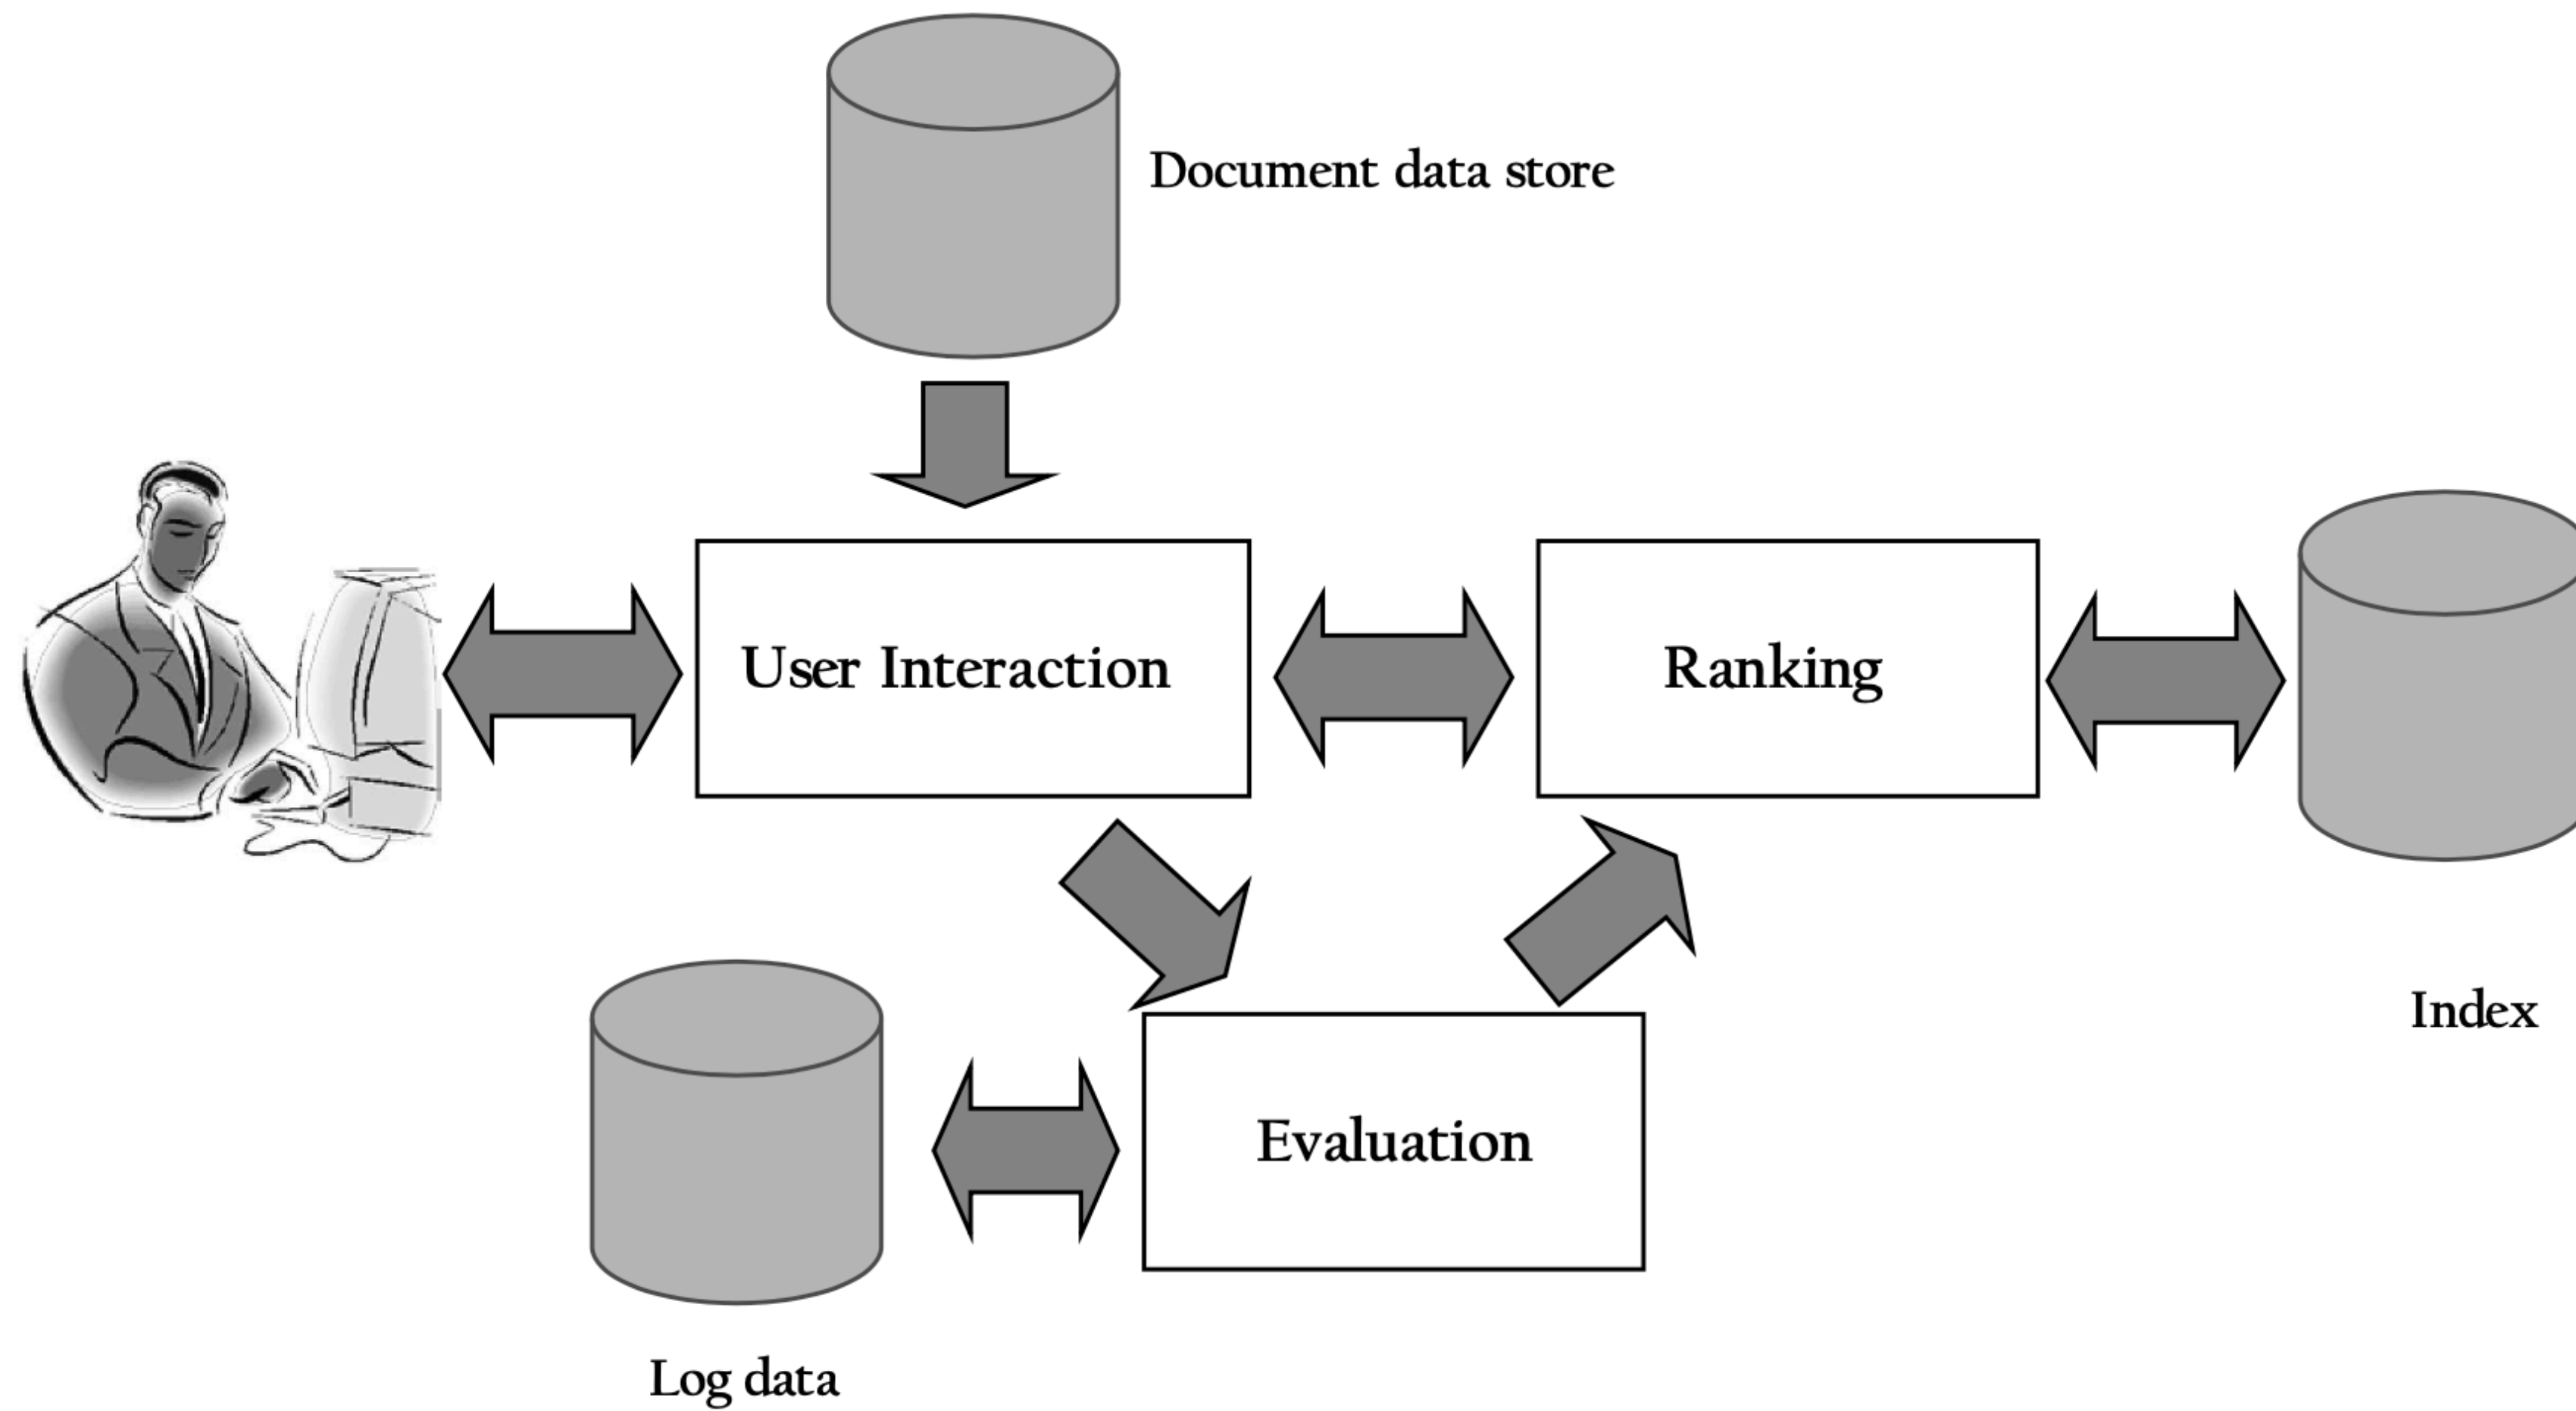 Document data store
User Interaction
Ranking
Index
Evaluation
Log data